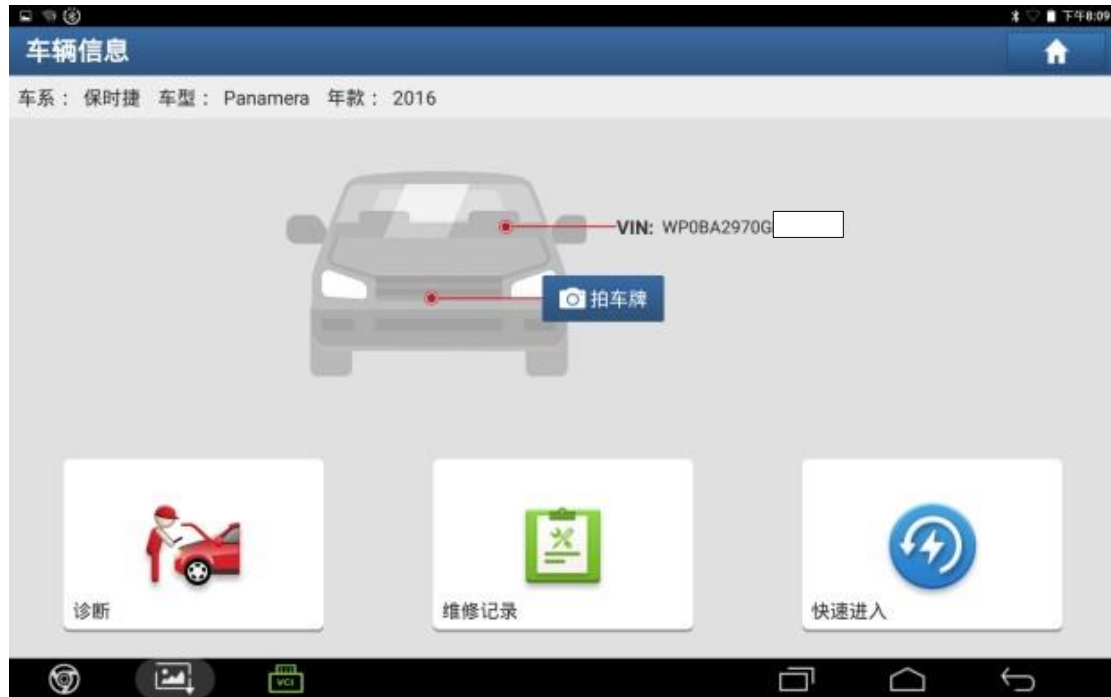 下午8:09
车辆信息
车系： 保时捷 车型： Panamera 年款： 2016
VIN: WP0BA2970G
拍车牌
诊断
维修记录
快速进入
VCI